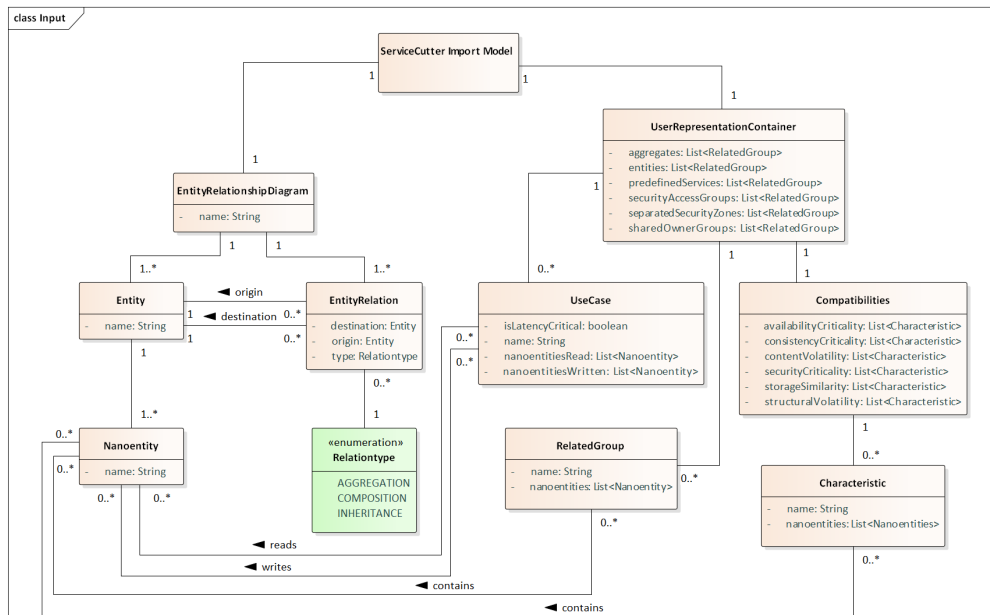 class Input
ServiceCutter Import Model
1
1
1
1
UserRepresentationContainer
- aggregates: List<RelatedGroup>
- entities: List<RelatedGroup>
- predefinedServices: List<RelatedGroup>
- securityAccessGroups: List<RelatedGroup>
- separatedSecurityZones: List<RelatedGroup>
- sharedOwnerGroups: List<RelatedGroup>
EntityRelationshipDiagram
- name: String
1
1
1
1
1
1..*
1..*
0..*
1
Entity
- name: String
origin
destination
1
1
0..*
0..*
EntityRelation
- destination: Entity
- origin: Entity
- type: Relationtype
UseCase
- isLatencyCritical: boolean
- name: String
- nanoentitiesRead: List<Nanoentity>
- nanoentitiesWritten: List<Nanoentity>
0..*
0..*
Compatibilities
- availabilityCriticality: List<Characteristic>
- consistencyCriticality: List<Characteristic>
- contentVolatility: List<Characteristic>
- securityCriticality: List<Characteristic>
- storageSimilarity: List<Characteristic>
- structuralVolatility: List<Characteristic>
1
0..*
1..*
1
1
0..*
0..*
0..*
Nanoentity
- name: String
0..*
0..*
«enumeration»
Relationtype
AGGREGATION
COMPOSITION
INHERITANCE
RelatedGroup
- name: String
- nanoentities: List<Nanoentity>
0..*
0..*
Characteristic
- name: String
- nanoentities: List<Nanoentities>
0..*
reads
writes
contains
contains